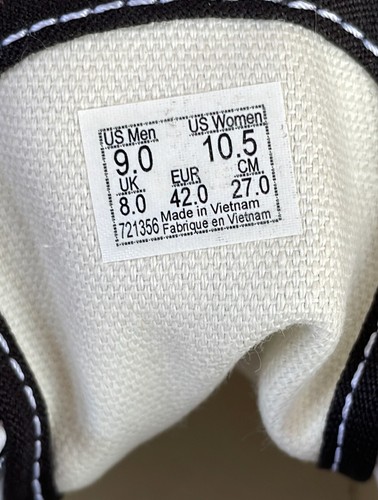 US Men US Women
9.0 10.5
UK EUR CM
8.0 42.0 27.0
721356 Made in Vietnam
Fabrique en Vietnam